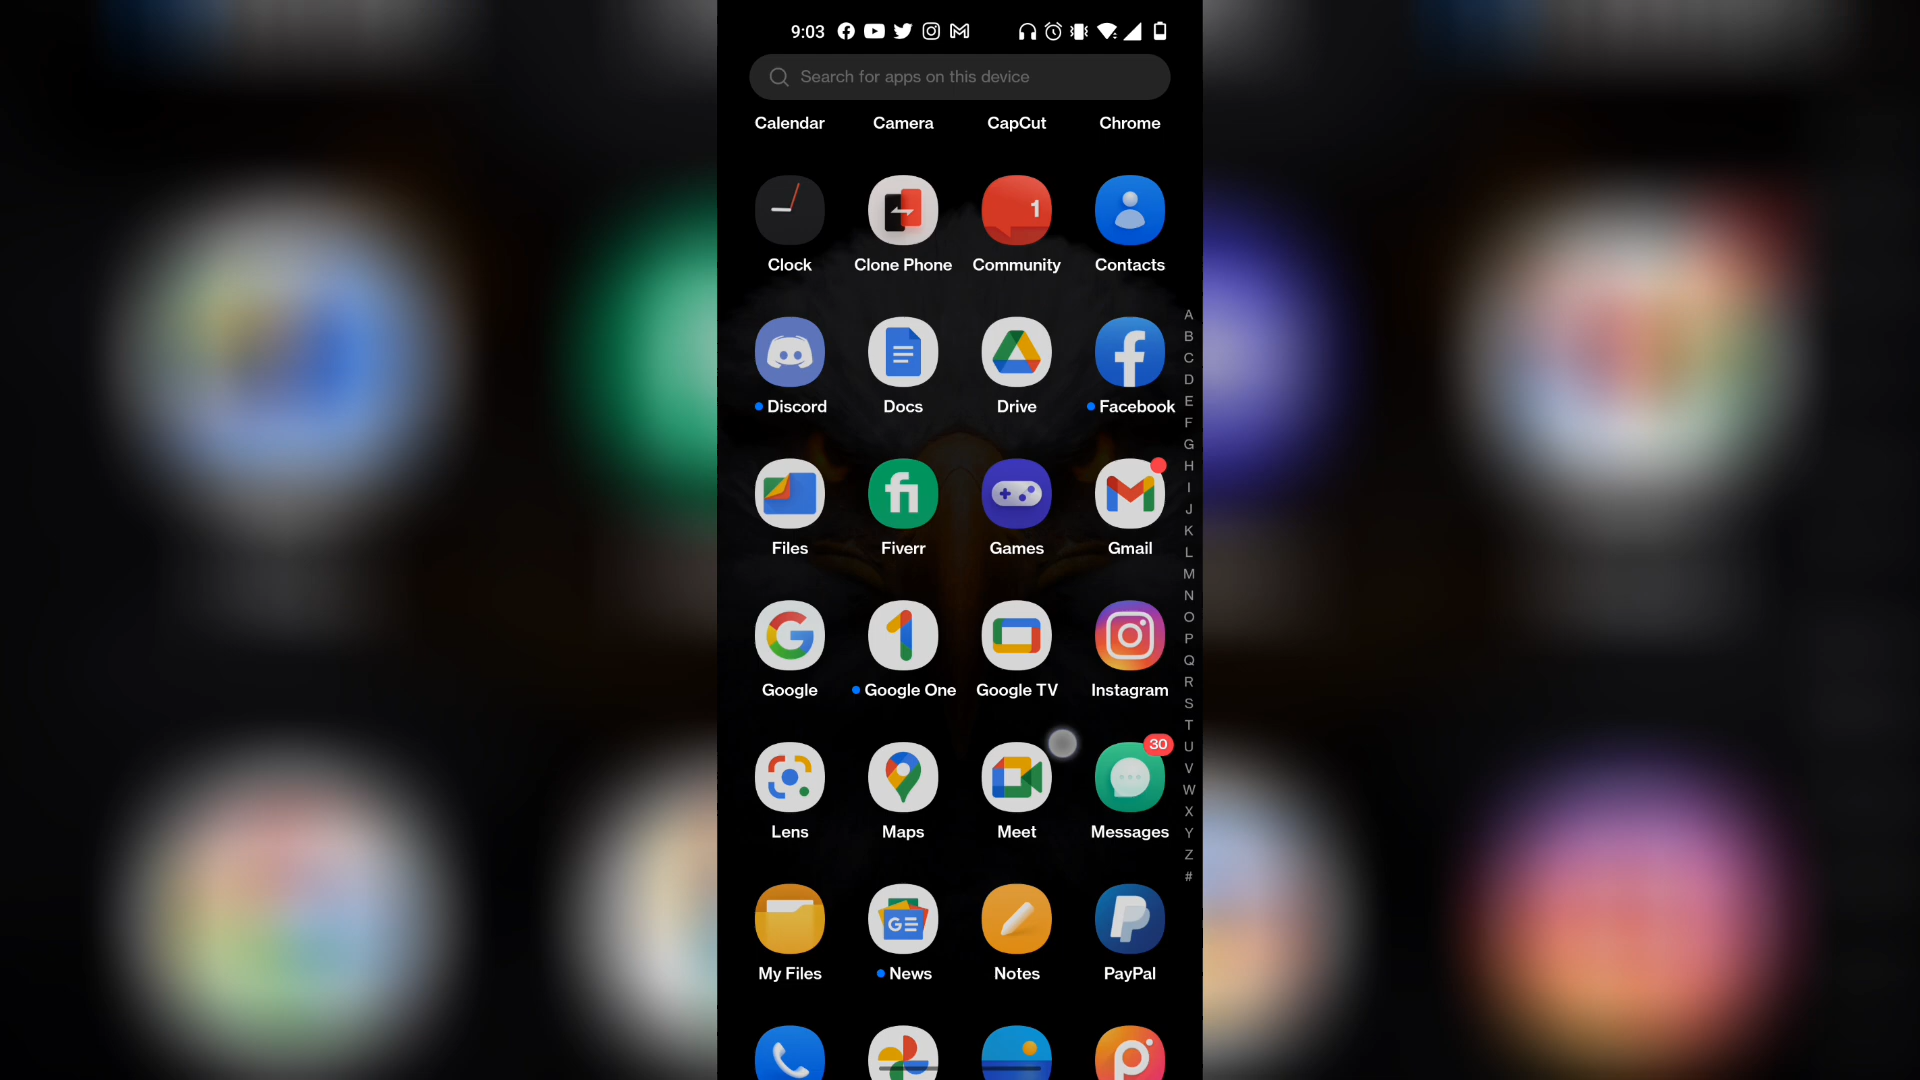 9:03
Search for apps on this device
Calendar Camera CapCut Chrome
1
Clock Clone Phone Community Contacts
Discord Docs Drive Facebook
Files Fiverr Games Gmail
Google Google One Google TV Instagram
30
Lens Maps Meet Messages
My Files News Notes PayPal
A
B
C
D
E
F
G
H
I
J
K
L
M
N
O
P
Q
R
S
T
U
V
W
X
Y
Z
#